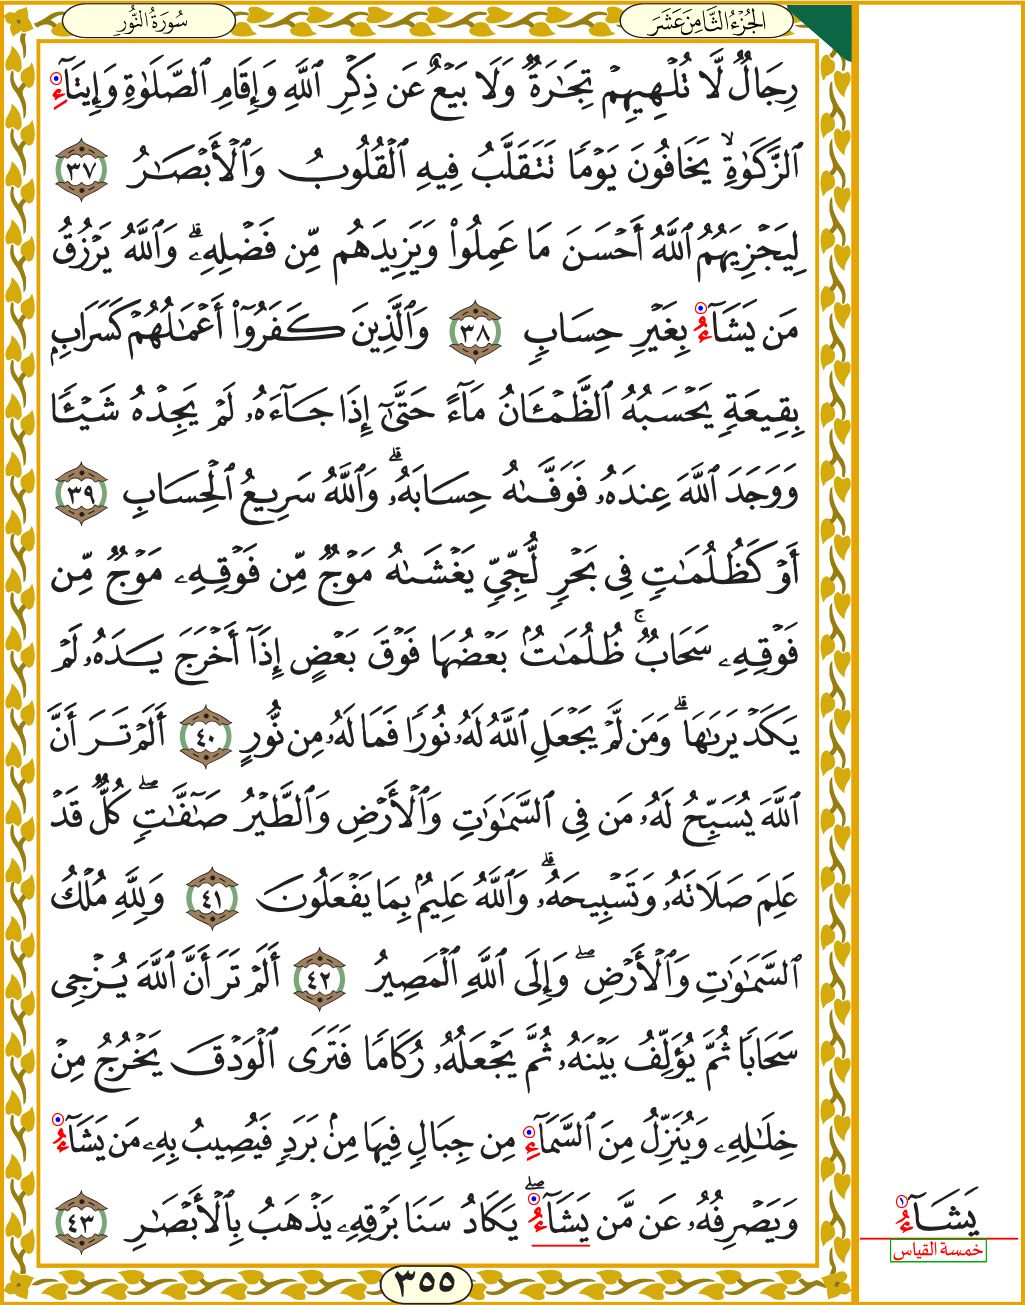 الجُزْءُ الثَّامِنَ عَشَرَ
سُورَةُ النُّورِ
رِجَالٌ لَّا تُلْهِيهِمْ تِجَٰرَةٌ وَلَا بَيْعٌ عَن ذِكْرِ ٱللَّهِ وَإِقَامِ ٱلصَّلَوٰةِ وَإِيتَآءِ
ٱلزَّكَوٰةِ ۙ يَخَافُونَ يَوْمًا تَتَقَلَّبُ فِيهِ ٱلْقُلُوبُ وَٱلْأَبْصَٰرُ ٣٧
لِيَجْزِيَهُمُ ٱللَّهُ أَحْسَنَ مَا عَمِلُوا۟ وَيَزِيدَهُم مِّن فَضْلِهِۦ ۗ وَٱللَّهُ يَرْزُقُ
مَن يَشَآءُ بِغَيْرِ حِسَابٍ ٣٨ وَٱلَّذِينَ كَفَرُوٓا۟ أَعْمَٰلُهُمْ كَسَرَابٍۭ
بِقِيعَةٍ يَحْسَبُهُ ٱلظَّمْـَٔانُ مَآءً حَتَّىٰٓ إِذَا جَآءَهُۥ لَمْ يَجِدْهُ شَيْـًٔا
وَوَجَدَ ٱللَّهَ عِندَهُۥ فَوَفَّىٰهُ حِسَابَهُۥ ۗ وَٱللَّهُ سَرِيعُ ٱلْحِسَابِ ٣٩
أَوْ كَظُلُمَٰتٍ فِى بَحْرٍ لُّجِّىٍّ يَغْشَىٰهُ مَوْجٌ مِّن فَوْقِهِۦ مَوْجٌ مِّن
فَوْقِهِۦ سَحَابٌ ۚ ظُلُمَٰتٌۢ بَعْضُهَا فَوْقَ بَعْضٍ إِذَآ أَخْرَجَ يَدَهُۥ لَمْ
يَكَدْ يَرَىٰهَا ۗ وَمَن لَّمْ يَجْعَلِ ٱللَّهُ لَهُۥ نُورًا فَمَا لَهُۥ مِن نُّورٍ ٤٠ أَلَمْ تَرَ أَنَّ
ٱللَّهَ يُسَبِّحُ لَهُۥ مَن فِى ٱلسَّمَٰوَٰتِ وَٱلْأَرْضِ وَٱلطَّيْرُ صَٰٓفَّٰتٍ ۖ كُلٌّ قَدْ
عَلِمَ صَلَاتَهُۥ وَتَسْبِيحَهُۥ ۗ وَٱللَّهُ عَلِيمٌۢ بِمَا يَفْعَلُونَ ٤١ وَلِلَّهِ مُلْكُ
ٱلسَّمَٰوَٰتِ وَٱلْأَرْضِ ۖ وَإِلَى ٱللَّهِ ٱلْمَصِيرُ ٤٢ أَلَمْ تَرَ أَنَّ ٱللَّهَ يُزْجِى
سَحَابًا ثُمَّ يُؤَلِّفُ بَيْنَهُۥ ثُمَّ يَجْعَلُهُۥ رُكَامًا فَتَرَى ٱلْوَدْقَ يَخْرُجُ مِنْ
خِلَٰلِهِۦ وَيُنَزِّلُ مِنَ ٱلسَّمَآءِ مِن جِبَالٍ فِيهَا مِنۢ بَرَدٍ فَيُصِيبُ بِهِۦ مَن يَشَآءُ
وَيَصْرِفُهُۥ عَن مَّن يَشَآءُ ۖ يَكَادُ سَنَا بَرْقِهِۦ يَذْهَبُ بِٱلْأَبْصَٰرِ ٤٣
يَشَآءُ ١
خمسة القياس
٣٥٥